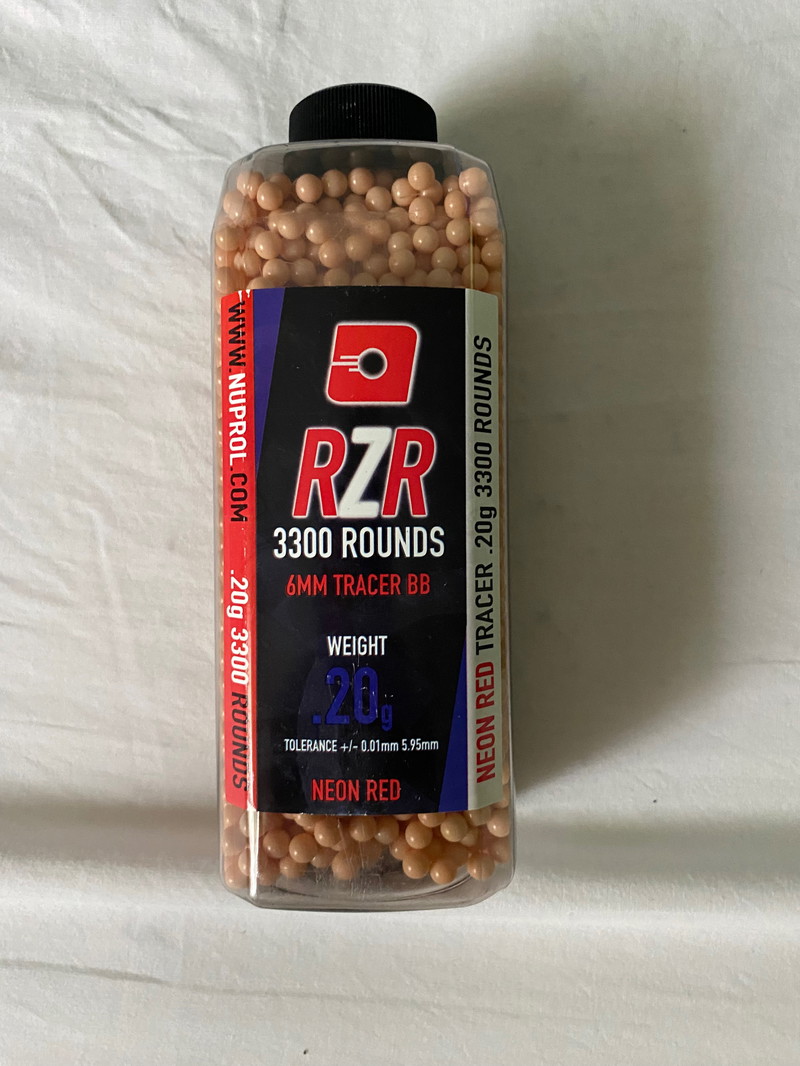 WWW.NUPROL.COM .20g 3300 ROUNDS
RZR
3300 ROUNDS
6MM TRACER BB
WEIGHT
.20g
TOLERANCE +/- 0.01mm 5.95mm
NEON RED
NEON RED TRACER .20g 3300 ROUNDS